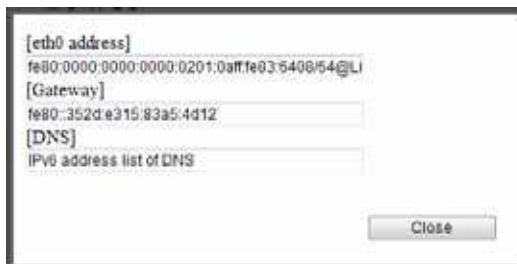 [eth0 address]
fe80:0000:0000:0000:0201:0aff:fe83:5408/64@Li
[Gateway]
fe80::352d:e315:83a5:4d12
[DNS]
IPv6 address list of DNS
Close